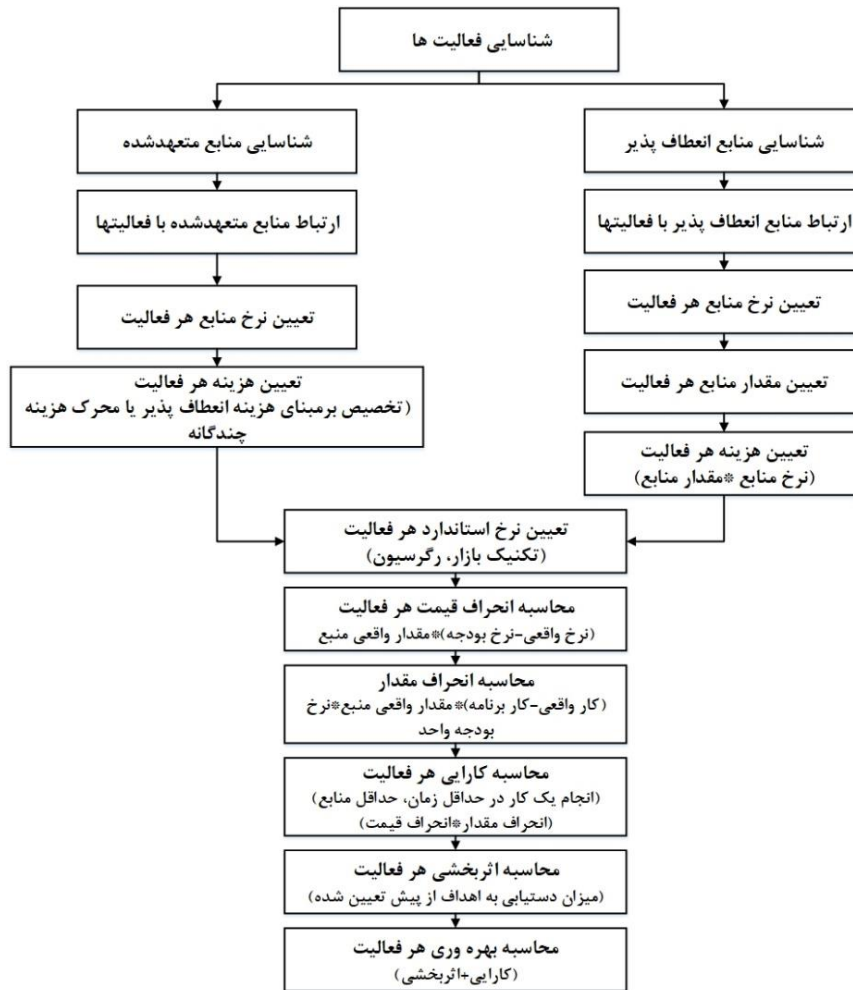 شناسایی فعالیت ها
شناسایی منابع انعطاف پذیر
ارتباط منابع انعطاف پذیر با فعالیتها
تعیین نرخ منابع هر فعالیت
تعیین مقدار منابع هر فعالیت
تعیین هزینه هر فعالیت
(نرخ منابع *مقدار منابع)
شناسایی منابع متعهدشده
ارتباط منابع متعهدشده با فعالیتها
تعیین نرخ منابع هر فعالیت
تعیین هزینه هر فعالیت
(تخصیص برمبنای هزینه انعطاف پذیر یا محرک هزینه
چندگانه
تعیین نرخ استاندارد هر فعالیت
(تکنیک بازار، رگرسیون)
محاسبه انحراف قیمت هر فعالیت
(نرخ واقعی-نرخ بودجه)*مقدار واقعی منبع
محاسبه انحراف مقدار
(کار واقعی-کار برنامه)*مقدار واقعی منبع*نرخ
بودجه واحد
محاسبه کارایی هر فعالیت
(انجام یک کار در حداقل زمان، حداقل منابع)
(انحراف مقدار*انحراف قیمت)
محاسبه اثربخشی هر فعالیت
(میزان دستیابی به اهداف از پیش تعیین شده)
محاسبه بهره وری هر فعالیت
(کارایی+اثربخشی)